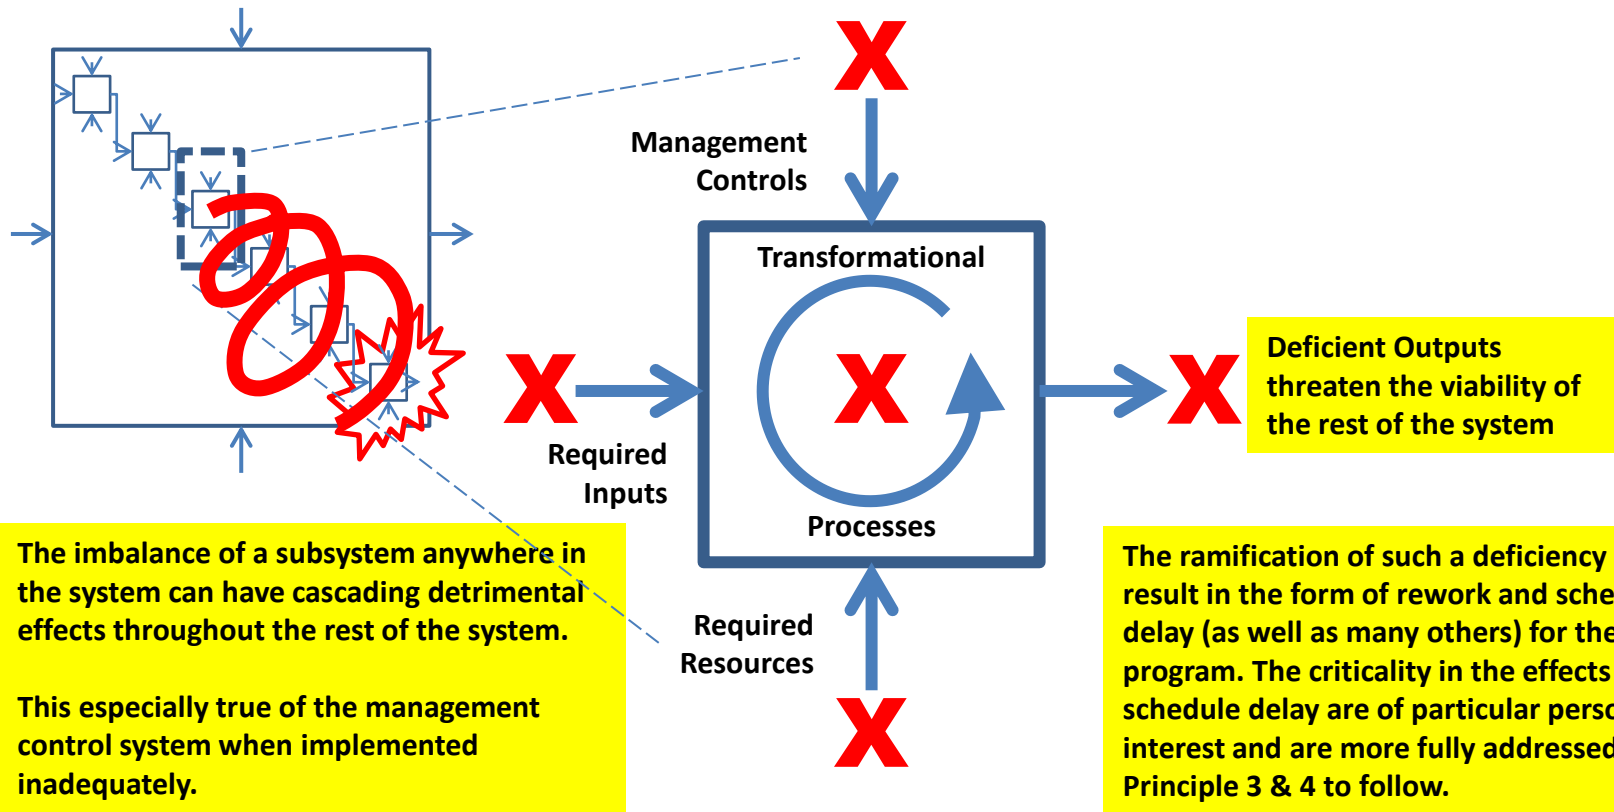 Management
Controls
Transformational
Processes
Required
Inputs
Required
Resources
Deficient Outputs
threaten the viability of
the rest of the system
The imbalance of a subsystem anywhere in
the system can have cascading detrimental
effects throughout the rest of the system.
This especially true of the management
control system when implemented
inadequately.
The ramification of such a deficiency
result in the form of rework and
delay (as well as many others) for the
program. The criticality in the effects
schedule delay are of particular
interest and are more fully addressed
Principle 3 & 4 to follow.